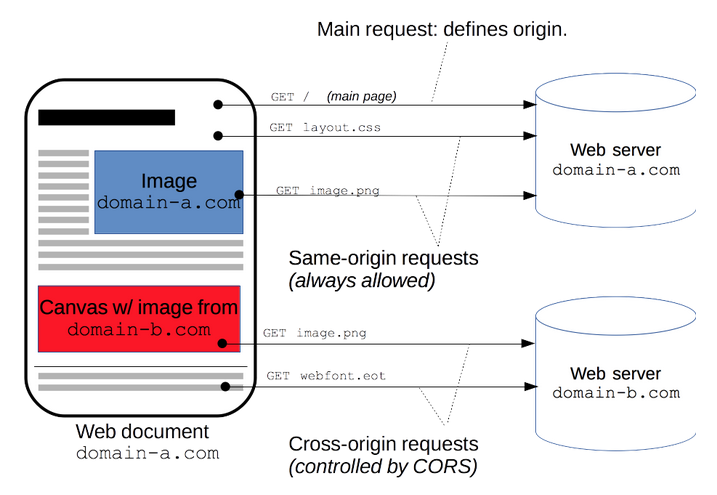 Main request: defines origin.
GET / (main page)
GET layout.css
Web server
domain-a.com
Image
domain-a.com
GET image.png
Same-origin requests
(always allowed)
Canvas w/ image from
domain-b.com
GET image.png
GET webfont.eot
Web server
domain-b.com
Web document
domain-a.com
Cross-origin requests
(controlled by CORS)